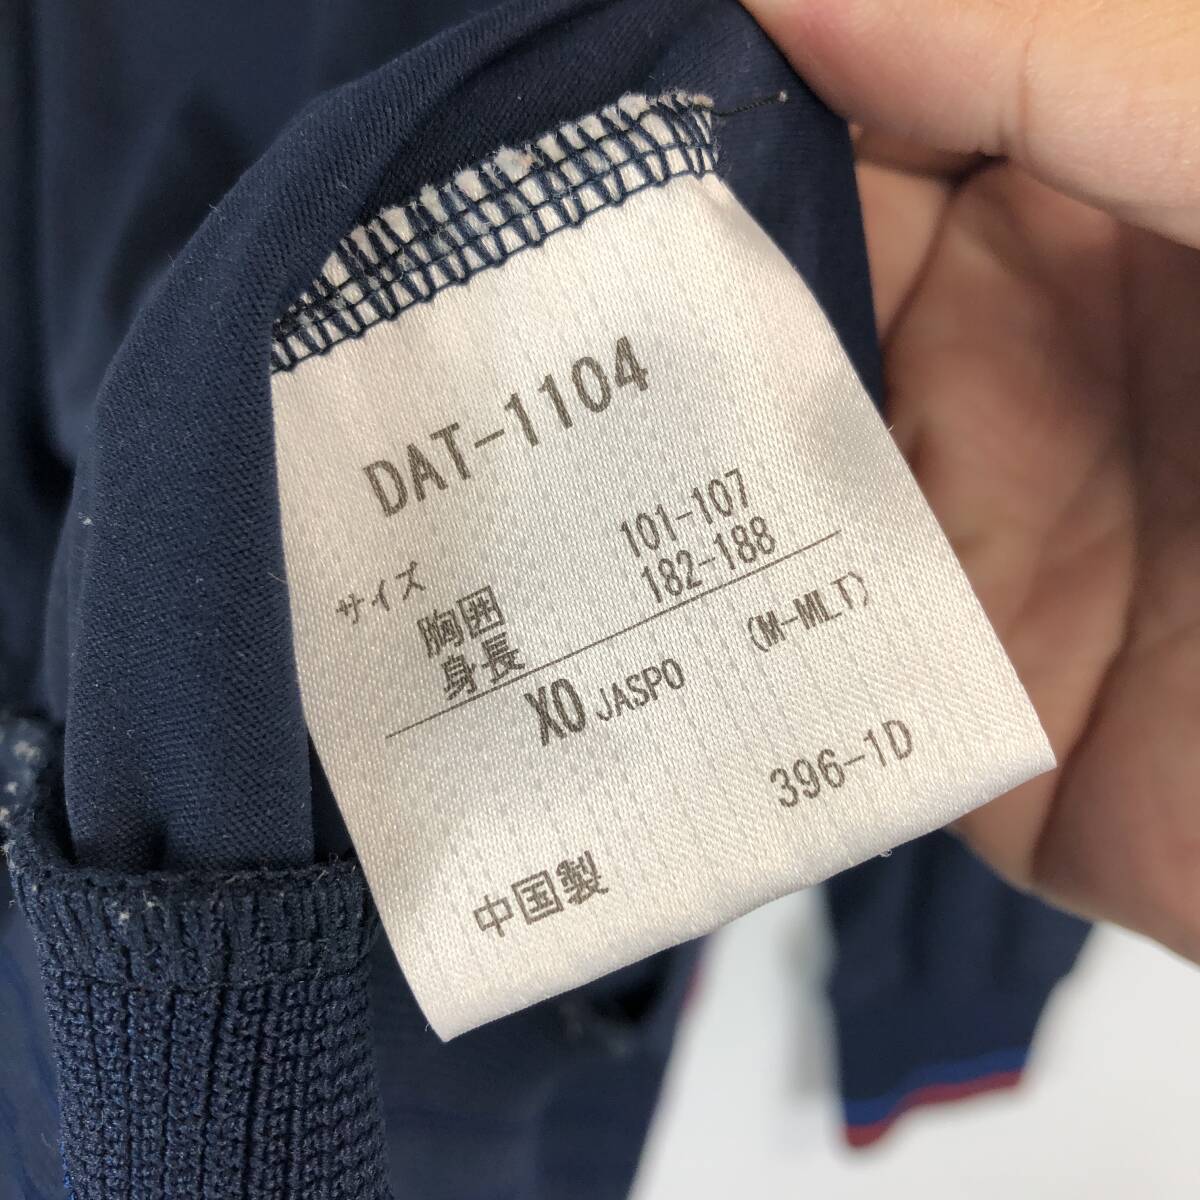 DAT-1104
サイズ
胸囲 101-107
身長 182-188
XO JASPO (M-MLT)
396-1D
中国製